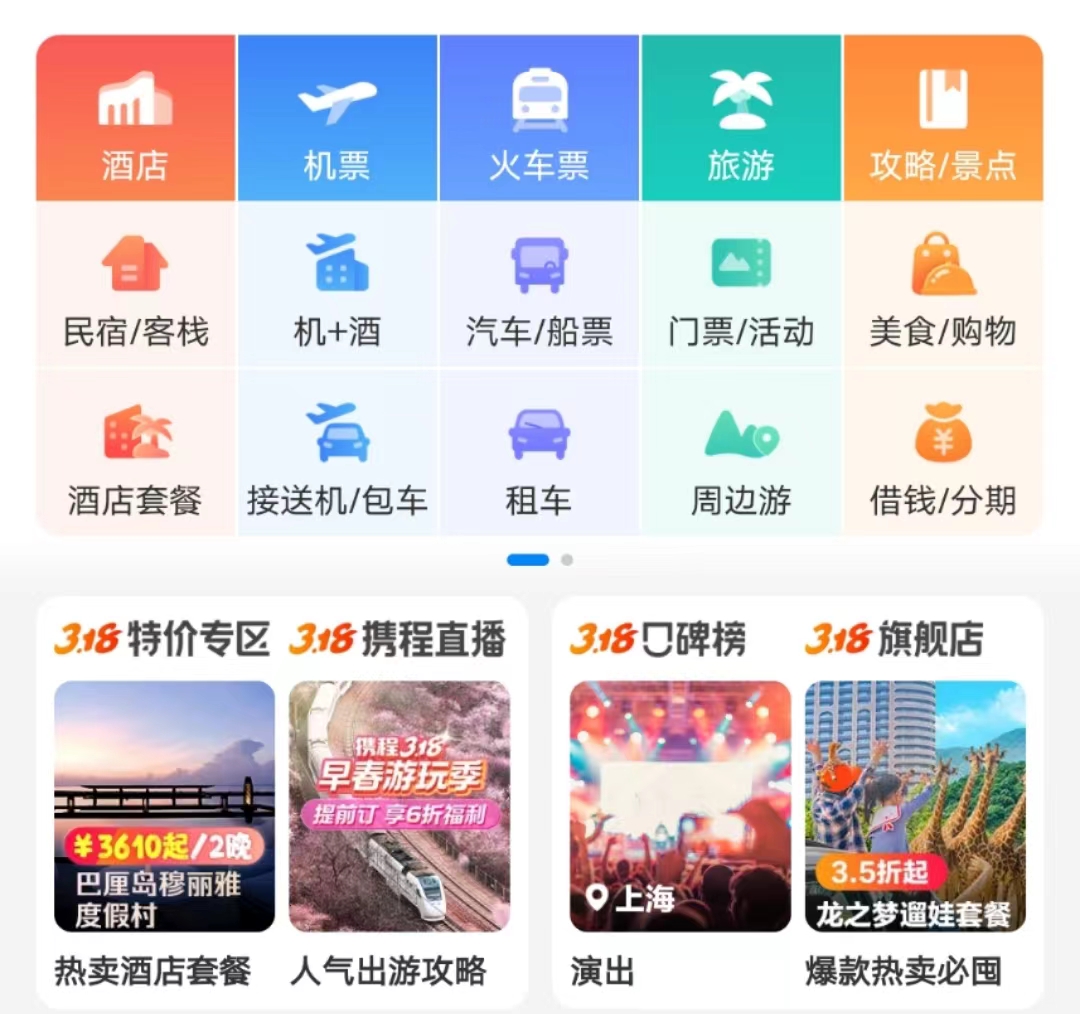 酒店
机票
火车票
旅游
攻略/景点
民宿/客栈
机+酒
汽车/船票
门票/活动
美食/购物
酒店套餐
接送机/包车
租车
周边游
¥
借钱/分期
3.18 特价专区
3.18 携程直播
3.18 口碑榜
3.18 旗舰店
¥3610起/2晚
巴厘岛穆丽雅
度假村
携程3.18
早春游玩季
提前订 享6折福利
上海
3.5折起
龙之梦遛娃套餐
热卖酒店套餐
人气出游攻略
演出
爆款热卖必囤